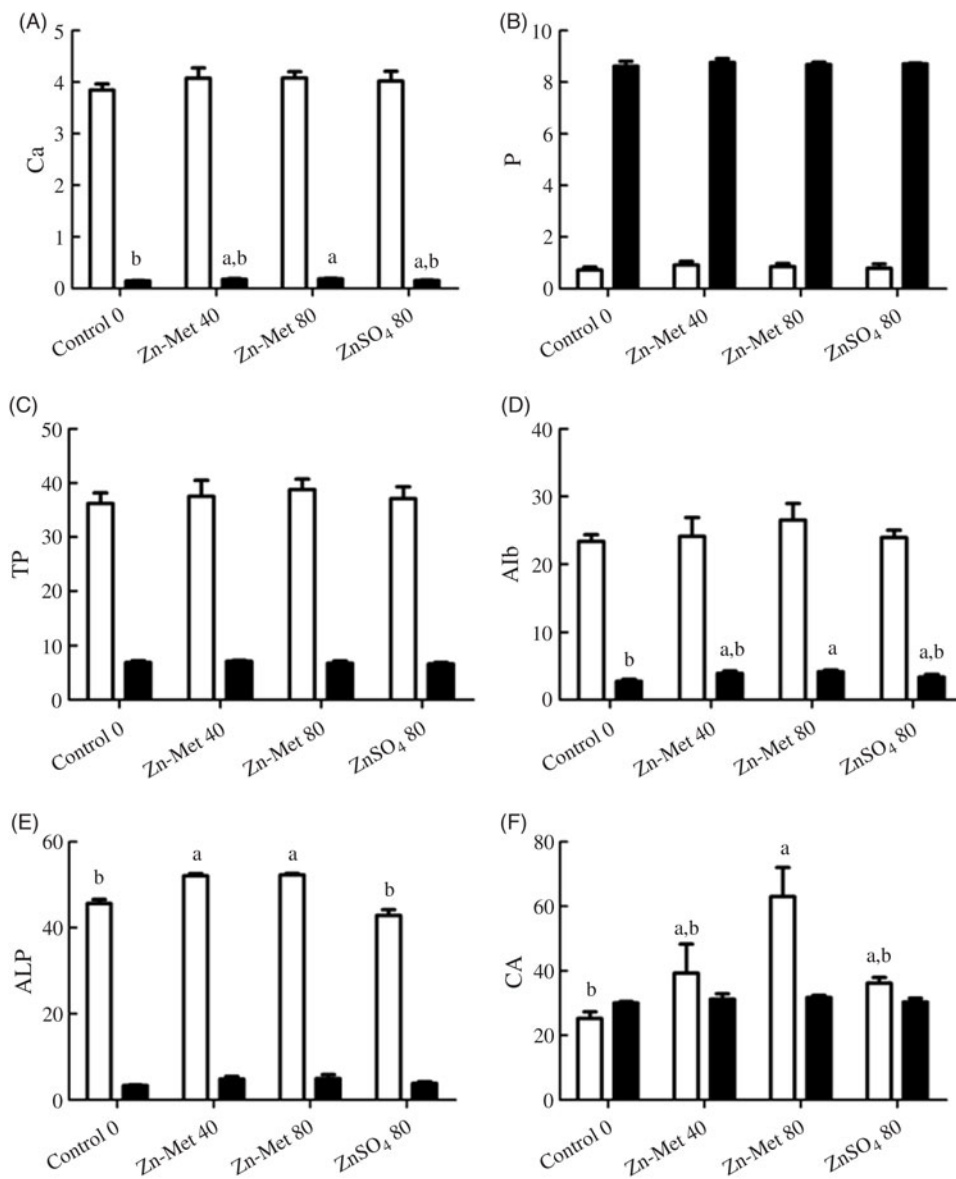 (A)
5
4
3
2
1
0
Ca
b
a,b
a
a,b
Control 0
Zn-Met 40
Zn-Met 80
ZnSO₄ 80
(B)
10
8
6
4
2
0
P
Control 0
Zn-Met 40
Zn-Met 80
ZnSO₄ 80
(C)
50
40
30
20
10
0
TP
Control 0
Zn-Met 40
Zn-Met 80
ZnSO₄ 80
(D)
40
30
20
10
0
AIb
b
a,b
a
a,b
Control 0
Zn-Met 40
Zn-Met 80
ZnSO₄ 80
(E)
60
40
20
0
ALP
b
a
a
b
Control 0
Zn-Met 40
Zn-Met 80
ZnSO₄ 80
(F)
80
60
40
20
0
CA
b
a,b
a
a,b
Control 0
Zn-Met 40
Zn-Met 80
ZnSO₄ 80